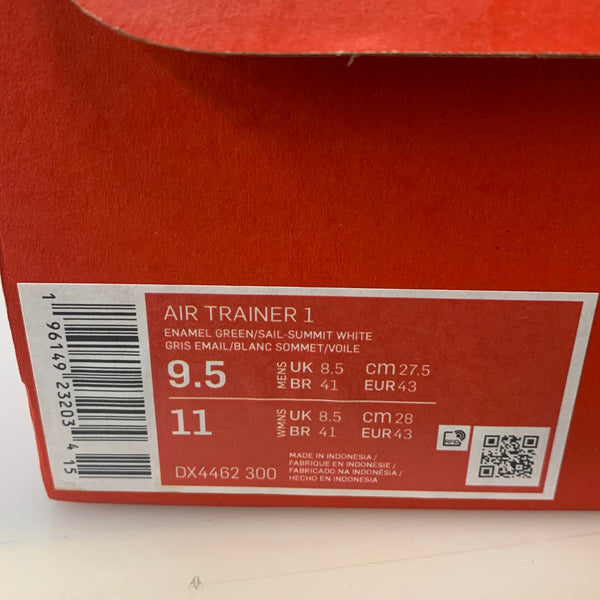 AIR TRAINER 1
ENAMEL GREEN/SAIL-SUMMIT WHITE
GRIS EMAIL/BLANC SOMMET/VOILE
9.5 MENS UK 8.5 CM 27.5
BR 41 EUR 43
11 WMNS UK 8.5 CM 28
BR 41 EUR 43
DX4462 300
MADE IN INDONESIA /
FABRIQUE EN INDONESIE /
FABRICADO NA INDONÉSIA /
HECHO EN INDONESIA
RFID
1 96149 23203 4 15